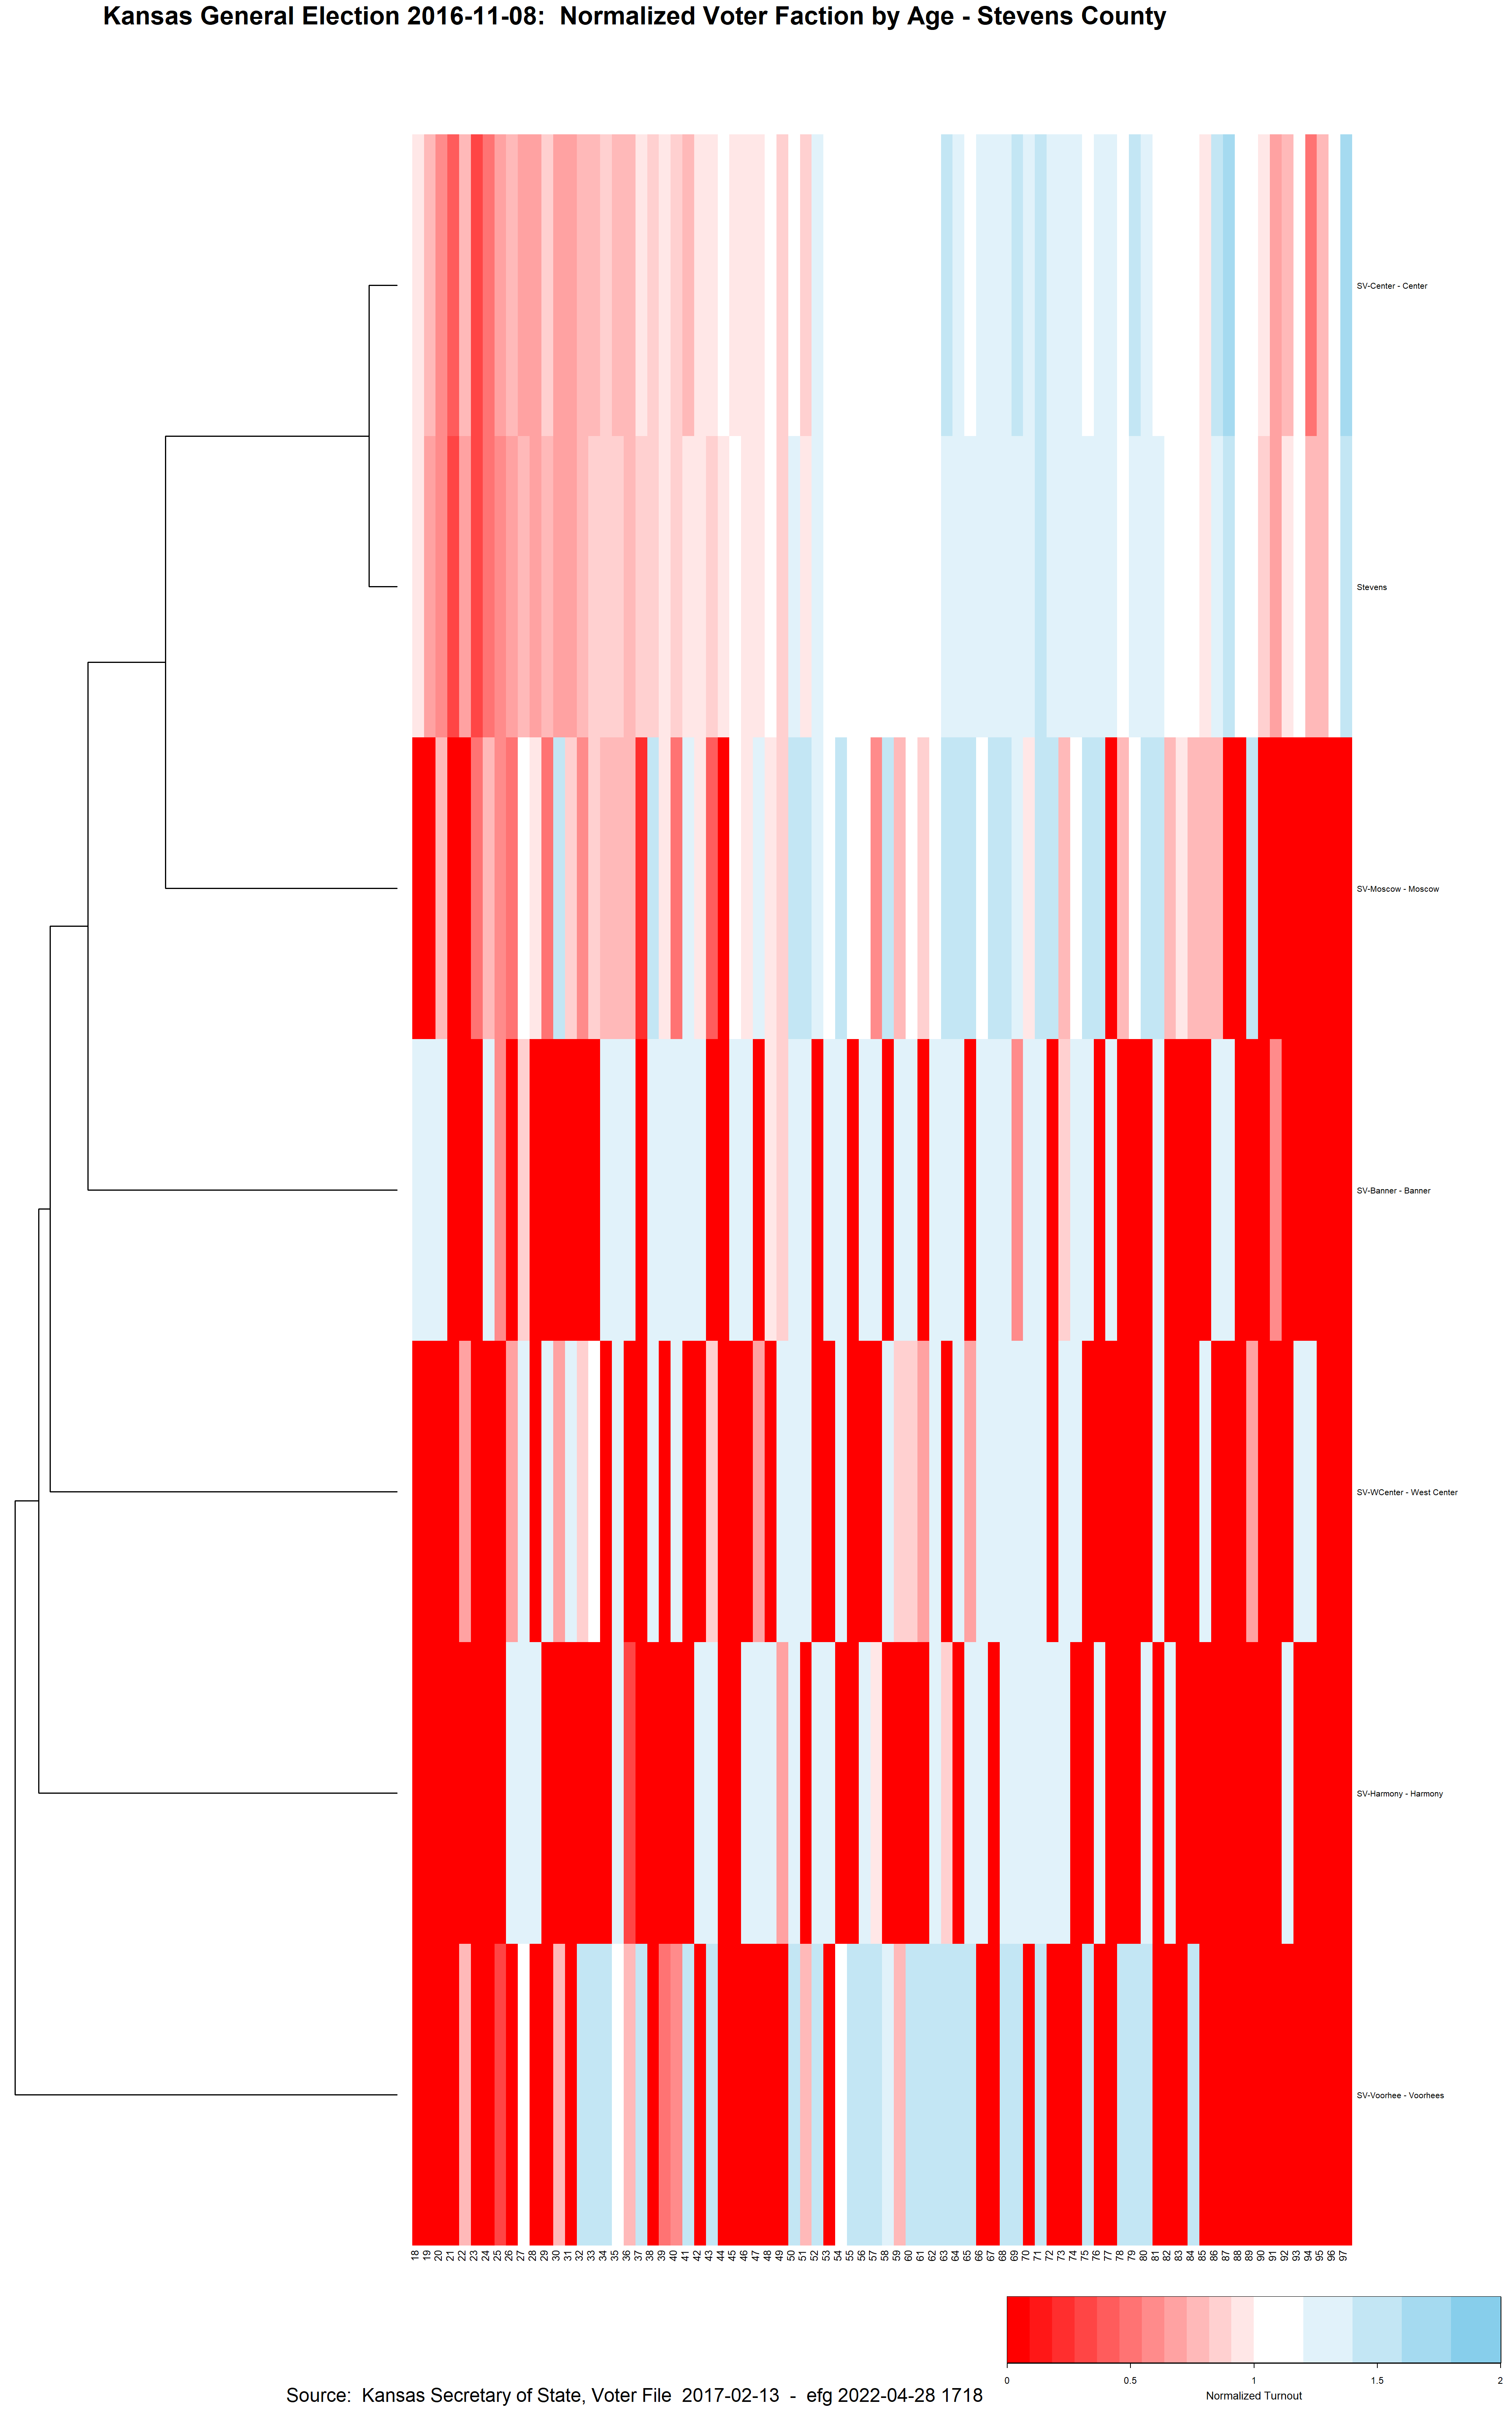 Kansas General Election 2016-11-08:  Normalized Voter Faction by Age - Stevens County
SV-Center - Center
Stevens
SV-Moscow - Moscow
SV-Banner - Banner
SV-WCenter - West Center
SV-Harmony - Harmony
SV-Voorhee - Voorhees
18 19 20 21 22 23 24 25 26 27 28 29 30 31 32 33 34 35 36 37 38 39 40 41 42 43 44 45 46 47 48 49 50 51 52 53 54 55 56 57 58 59 60 61 62 63 64 65 66 67 68 69 70 71 72 73 74 75 76 77 78 79 80 81 82 83 84 85 86 87 88 89 90 91 92 93 94 95 96 97
0 0.5 1 1.5 2
Normalized Turnout
Source:  Kansas Secretary of State, Voter File  2017-02-13  -  efg 2022-04-28 1718